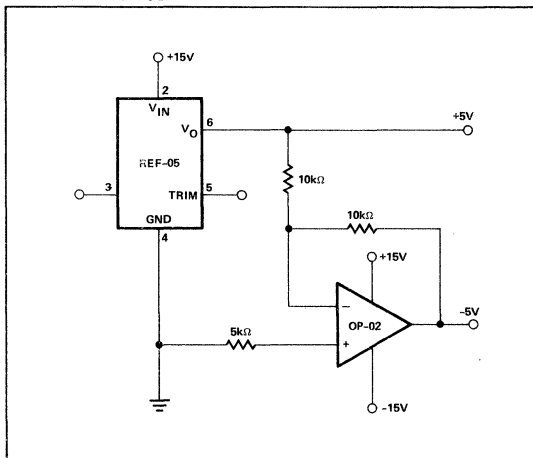 +15V
2
VIN
VO
6
+5V
REF-05
10kΩ
3
TRIM
5
10kΩ
GND
4
+15V
−
OP-02
-5V
5kΩ
+
-15V